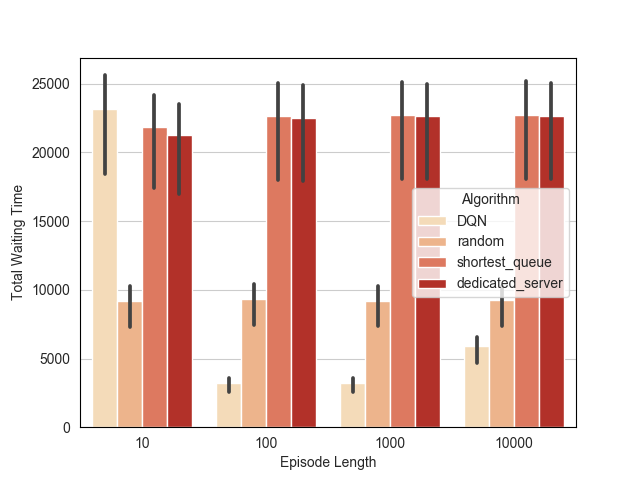 25000
20000
15000
10000
5000
0
Total Waiting Time
Algorithm
DQN
random
shortest_queue
dedicated_server
10 100 1000 10000
Episode Length